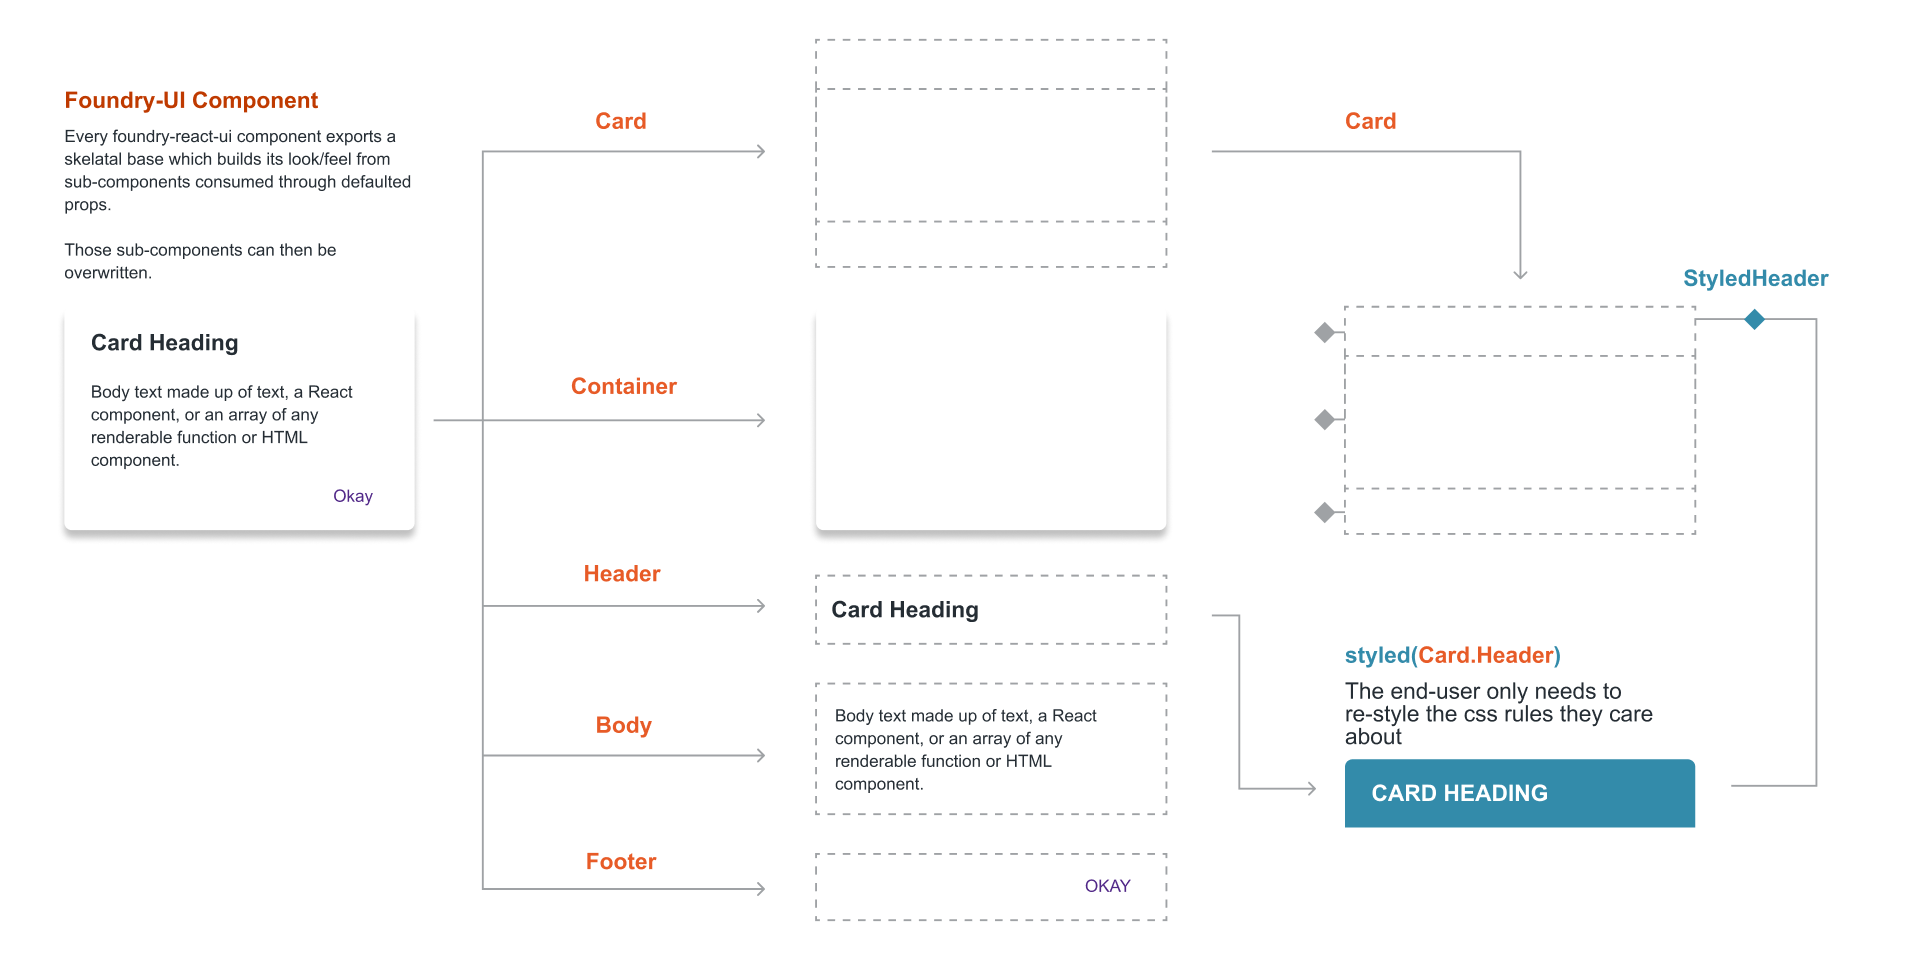 Foundry-UI Component
Every foundry-react-ui component exports a
skelatal base which builds its look/feel from
sub-components consumed through defaulted
props.
Those sub-components can then be
overwritten.
Card Heading
Body text made up of text, a React
component, or an array of any
renderable function or HTML
component.
Okay
Card
Container
Header
Body
Footer
Card Heading
Body text made up of text, a React
component, or an array of any
renderable function or HTML
component.
OKAY
Card
StyledHeader
styled(Card.Header)
The end-user only needs to
re-style the css rules they care
about
CARD HEADING